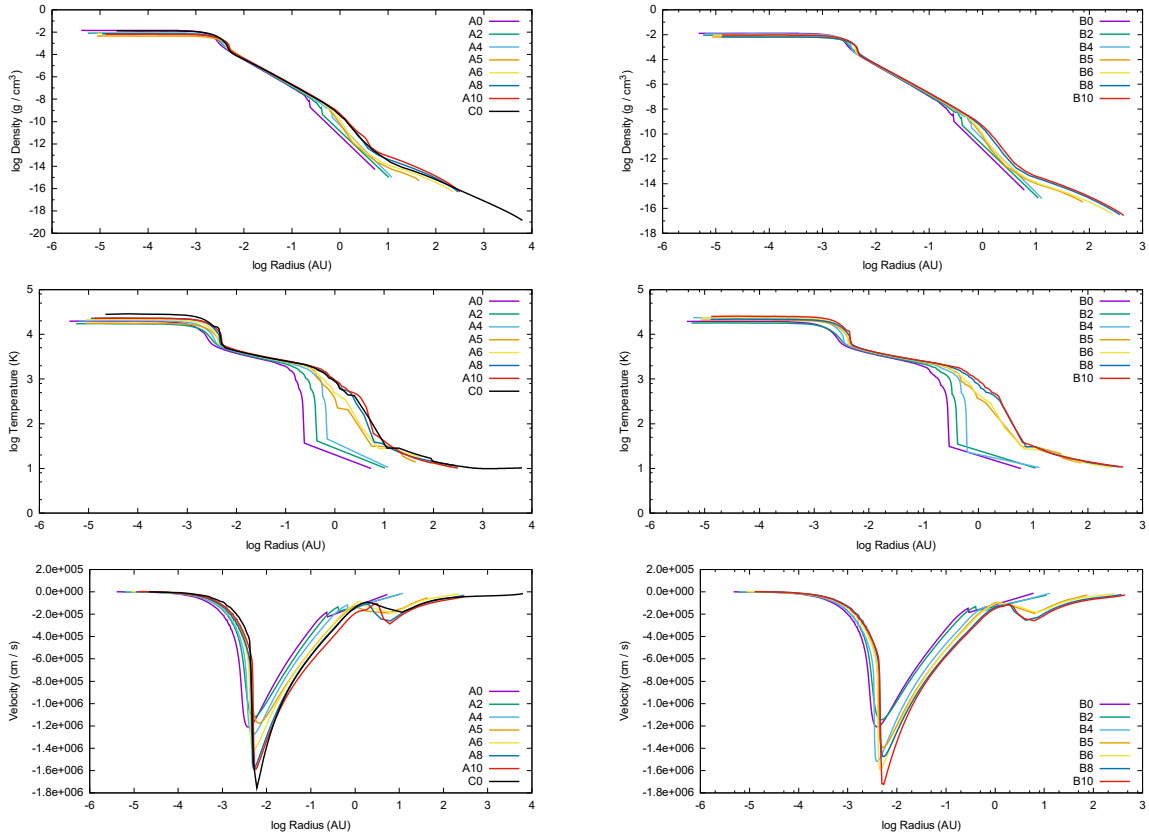 log Density (g / cm³)
0
-2
-4
-6
-8
-10
-12
-14
-16
-18
-20
-6 -5 -4 -3 -2 -1 0 1 2 3 4
log Radius (AU)
A0
A2
A4
A5
A6
A8
A10
C0
log Density (g / cm³)
0
-2
-4
-6
-8
-10
-12
-14
-16
-18
-6 -5 -4 -3 -2 -1 0 1 2 3
log Radius (AU)
B0
B2
B4
B5
B6
B8
B10
log Temperature (K)
5
4
3
2
1
0
-6 -5 -4 -3 -2 -1 0 1 2 3 4
log Radius (AU)
A0
A2
A4
A5
A6
A8
A10
C0
log Temperature (K)
5
4
3
2
1
0
-6 -5 -4 -3 -2 -1 0 1 2 3
log Radius (AU)
B0
B2
B4
B5
B6
B8
B10
Velocity (cm / s)
2.0e+005
0.0e+000
-2.0e+005
-4.0e+005
-6.0e+005
-8.0e+005
-1.0e+006
-1.2e+006
-1.4e+006
-1.6e+006
-1.8e+006
-6 -5 -4 -3 -2 -1 0 1 2 3 4
log Radius (AU)
A0
A2
A4
A5
A6
A8
A10
C0
Velocity (cm / s)
2.0e+005
0.0e+000
-2.0e+005
-4.0e+005
-6.0e+005
-8.0e+005
-1.0e+006
-1.2e+006
-1.4e+006
-1.6e+006
-1.8e+006
-6 -5 -4 -3 -2 -1 0 1 2 3
log Radius (AU)
B0
B2
B4
B5
B6
B8
B10